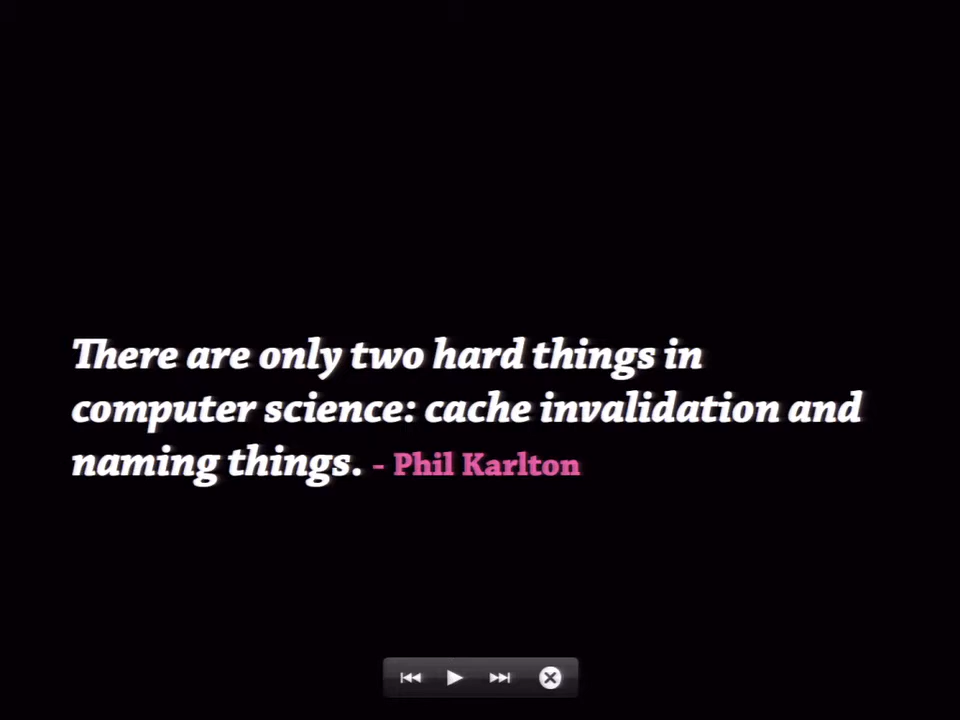 There are only two hard things in
computer science: cache invalidation and
naming things. - Phil Karlton